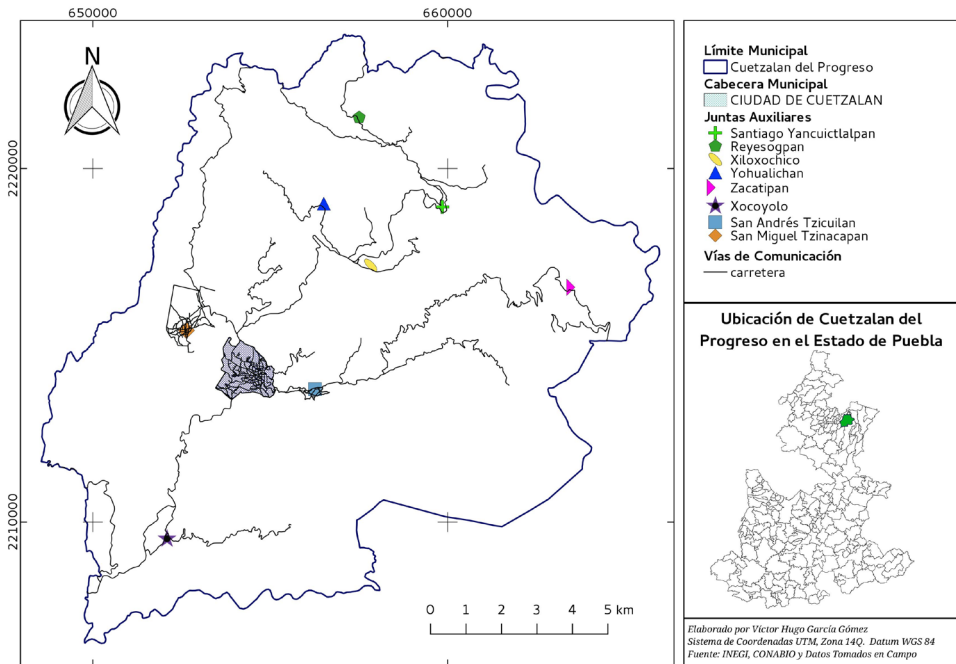 650000
660000
N
2220000
2210000
0 1 2 3 4 5 km
Límite Municipal
Cuetzalan del Progreso
Cabecera Municipal
CIUDAD DE CUETZALAN
Juntas Auxiliares
Santiago Yancuictlalpan
Reyesogpan
Xiloxochico
Yohualichan
Zacatipan
Xocoyolo
San Andrés Tzicuilan
San Miguel Tzinacapan
Vías de Comunicación
carretera
Ubicación de Cuetzalan del
Progreso en el Estado de Puebla
Elaborado por Víctor Hugo García Gómez
Sistema de Coordenadas UTM, Zona 14Q. Datum WGS 84
Fuente: INEGI, CONABIO y Datos Tomados en Campo